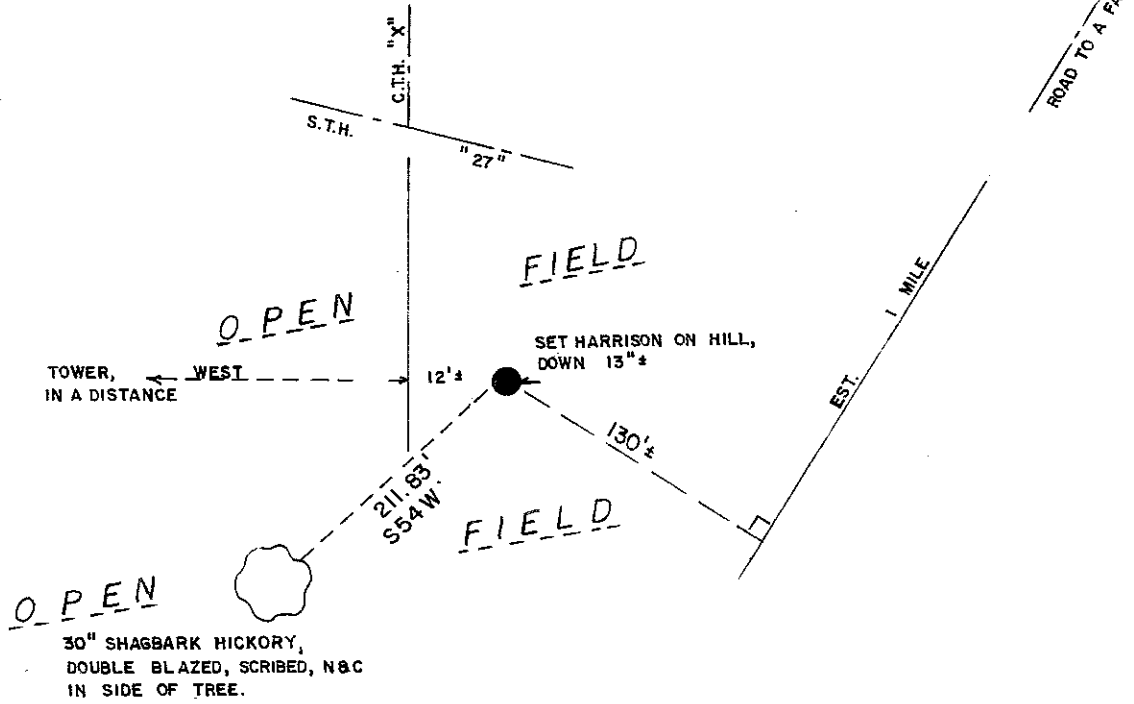 C.T.H. "X"
ROAD TO A
S.T.H. "27"
FIELD
OPEN
EST. 1 MILE
SET HARRISON ON HILL,
DOWN 13"±
TOWER,
IN A DISTANCE
WEST
12'±
130'±
211.83'
S54W.
FIELD
OPEN
30" SHAGBARK HICKORY,
DOUBLE BLAZED, SCRIBED, N&C
IN SIDE OF TREE.